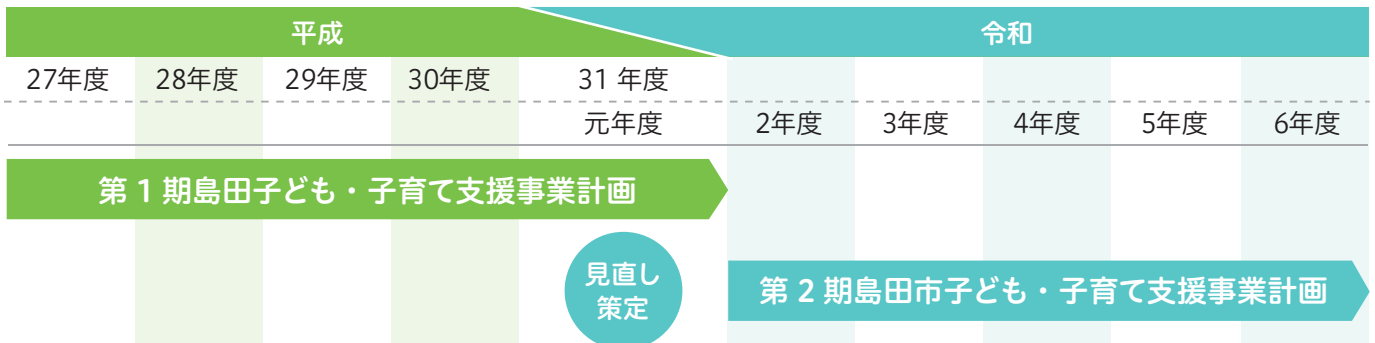 平成 令和
27年度 28年度 29年度 30年度 31 年度
元年度 2年度 3年度 4年度 5年度 6年度
第 1 期島田子ども・子育て支援事業計画
見直し
策定
第 2 期島田市子ども・子育て支援事業計画